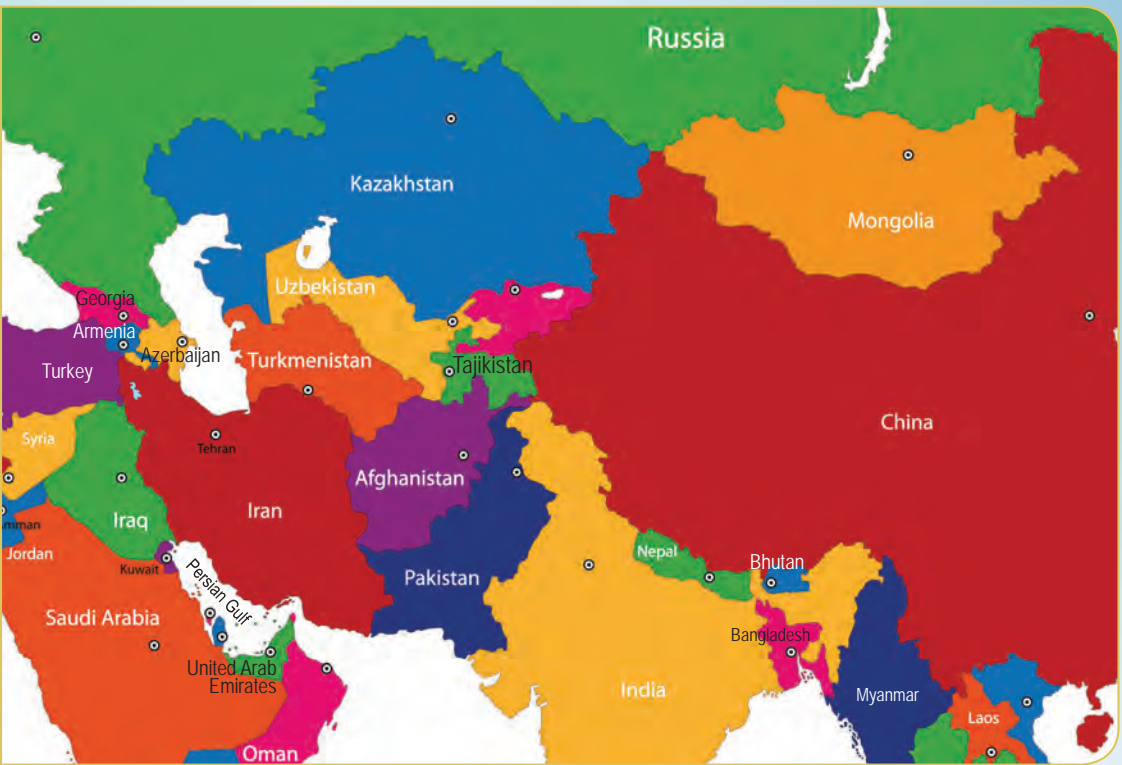 Russia
Kazakhstan
Mongolia
Uzbekistan
Georgia
Armenia
Azerbaijan
Turkey
Turkmenistan
Tajikistan
China
Syria
Tehran
Afghanistan
Iran
Iraq
mman
Jordan
Kuwait
Persian Gulf
Pakistan
Nepal
Bhutan
Saudi Arabia
Bangladesh
United Arab
Emirates
India
Myanmar
Laos
Oman